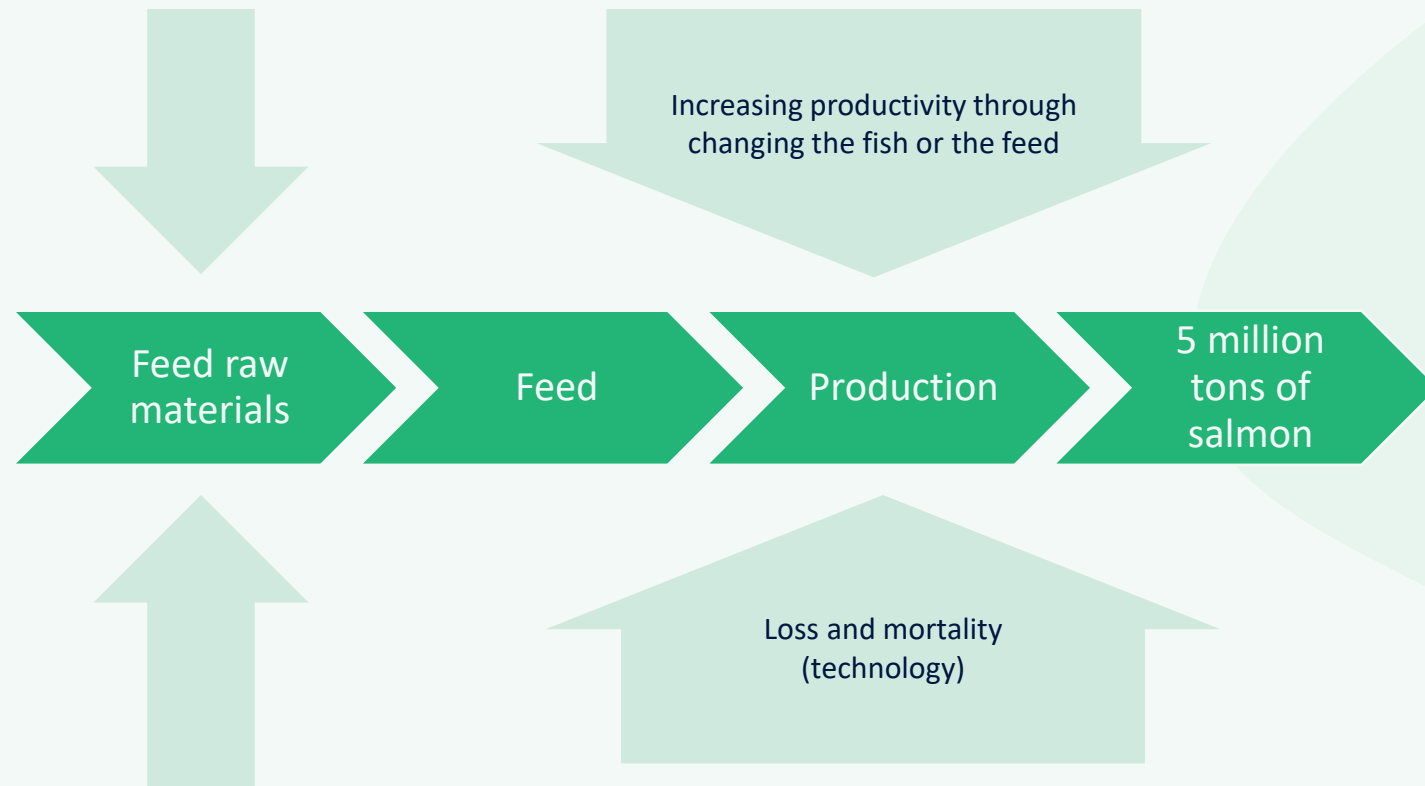 Increasing productivity through
changing the fish or the feed
Feed raw
materials
Feed
Production
5 million
tons of
salmon
Loss and mortality
(technology)